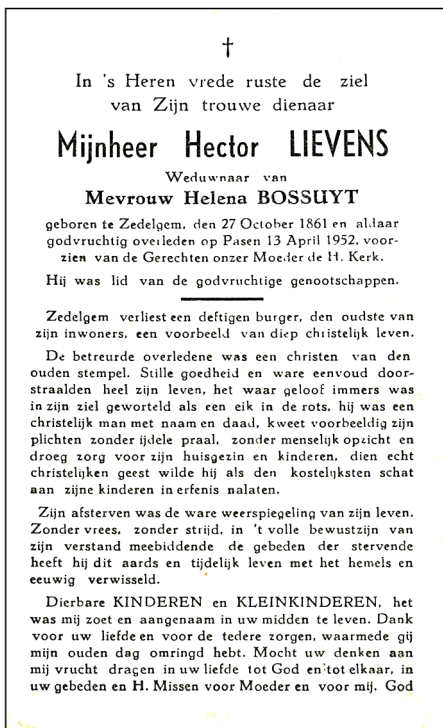 In 's Heren vrede ruste de ziel
van Zijn trouwe dienaar
Mijnheer Hector LIEVENS
Weduwnaar van
Mevrouw Helena BOSSUYT
geboren te Zedelgem, den 27 October 1861 en aldaar
godvruchtig overleden op Pasen 13 April 1952, voor-
zien van de Gerechten onzer Moeder de H. Kerk.
Hij was lid van de godvruchtige genootschappen.
Zedelgem verliest een deftigen burger, den oudste van
zijn inwoners, een voorbeeld van diep christelijk leven.
De betreurde overledene was een christen van den
ouden stempel. Stille goedheid en ware eenvoud door-
straalden heel zijn leven, het waar geloof immers was
in zijn ziel geworteld als een eik in de rots, hij was een
christelijk man met naam en daad, kweet voorbeeldig zijn
plichten zonder ijdele praal, zonder menselijk opzicht en
droeg zorg voor zijn huisgezin en kinderen, dien echt
christelijken geest wilde hij als den kostelijksten schat
aan zijne kinderen in erfenis nalaten.
Zijn afsterven was de ware weerspiegeling van zijn leven.
Zonder vrees, zonder strijd, in 't volle bewustzijn van
zijn verstand meebiddende de gebeden der stervende
heeft hij dit aards en tijdelijk leven met het hemels en
eeuwig verwisseld.
Dierbare KINDEREN en KLEINKINDEREN, het
was mij zoet en aangenaam in uw midden te leven. Dank
voor uw liefde en voor de tedere zorgen, waarmede gij
mijn ouden dag omringd hebt. Mocht uw denken aan
mij vrucht dragen in uw liefde tot God en tot elkaar, in
uw gebeden en H. Missen voor Moeder en voor mij. God